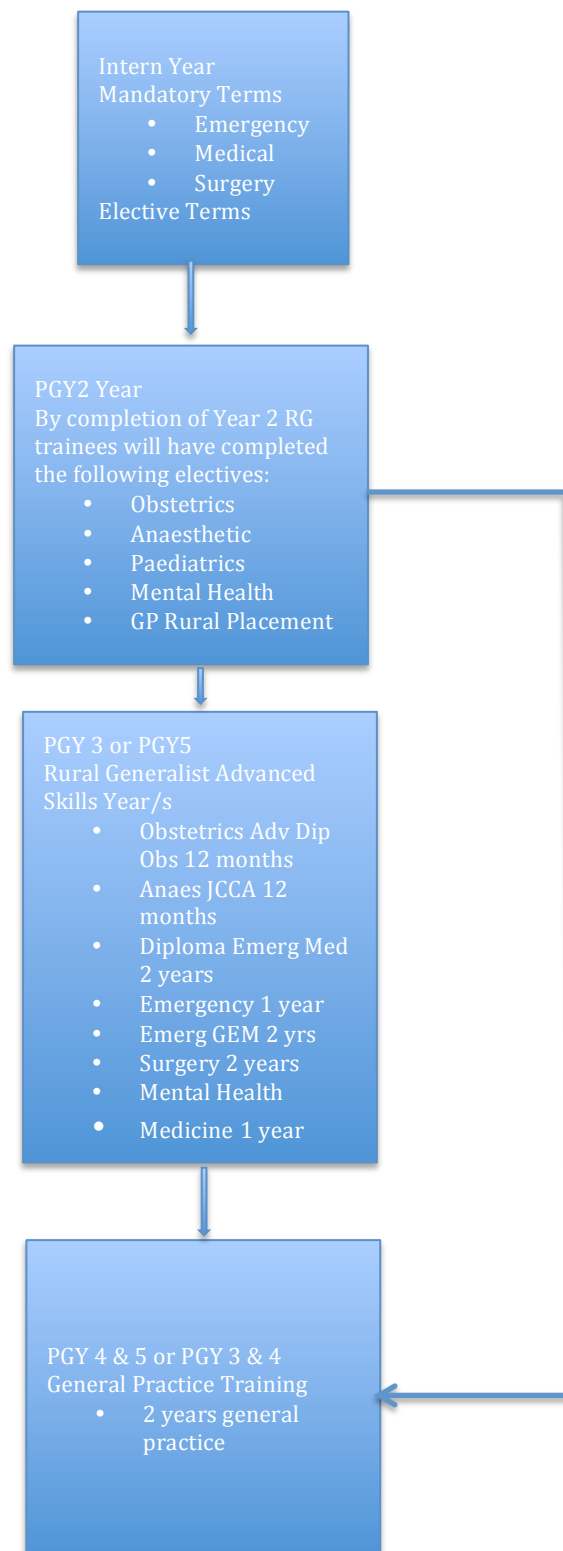 Intern Year
Mandatory Terms
• Emergency
• Medical
• Surgery
Elective Terms
PGY2 Year
By completion of Year 2 RG
trainees will have completed
the following electives:
• Obstetrics
• Anaesthetic
• Paediatrics
• Mental Health
• GP Rural Placement
PGY 3 or PGY5
Rural Generalist Advanced
Skills Year/s
• Obstetrics Adv Dip
Obs 12 months
• Anaes JCCA 12
months
• Diploma Emerg Med
2 years
• Emergency 1 year
• Emerg GEM 2 yrs
• Surgery 2 years
• Mental Health
• Medicine 1 year
PGY 4 & 5 or PGY 3 & 4
General Practice Training
• 2 years general
practice